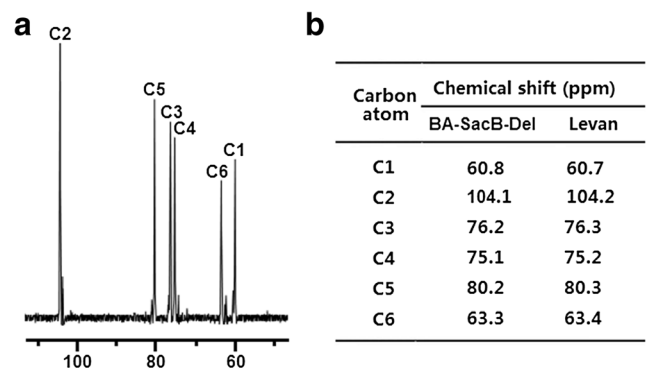 a
C2
C5
C3
C4
C1
C6
100 80 60
b
Carbon atom Chemical shift (ppm)
BA-SacB-Del Levan
C1 60.8 60.7
C2 104.1 104.2
C3 76.2 76.3
C4 75.1 75.2
C5 80.2 80.3
C6 63.3 63.4